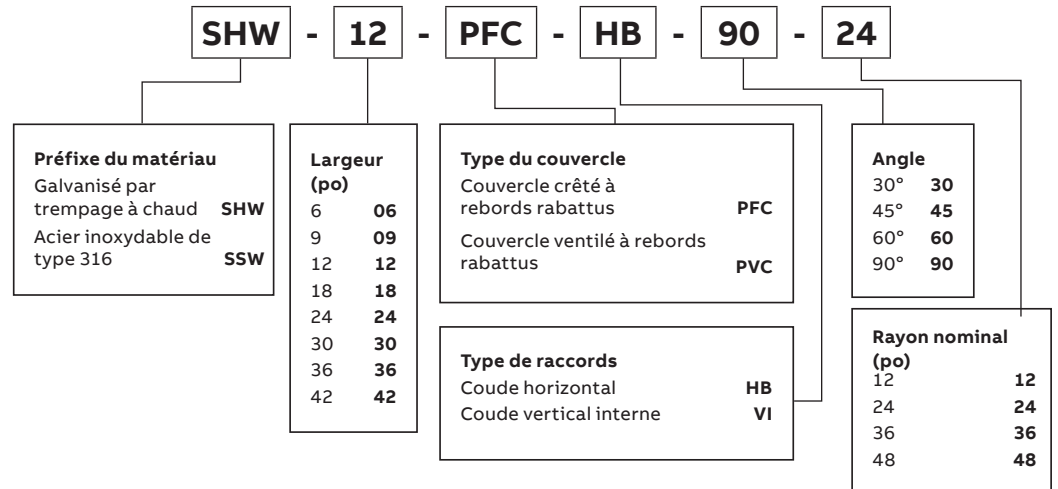 SHW - 12 - PFC - HB - 90 - 24
Préfixe du matériau
Galvanisé par
trempage à chaud SHW
Acier inoxydable de
type 316 SSW
Largeur
(po)
6 06
9 09
12 12
18 18
24 24
30 30
36 36
42 42
Type du couvercle
Couvercle crêté à
rebords rabattus PFC
Couvercle ventilé à rebords
rabattus PVC
Type de raccords
Coude horizontal HB
Coude vertical interne VI
Angle
30° 30
45° 45
60° 60
90° 90
Rayon nominal
(po)
12 12
24 24
36 36
48 48